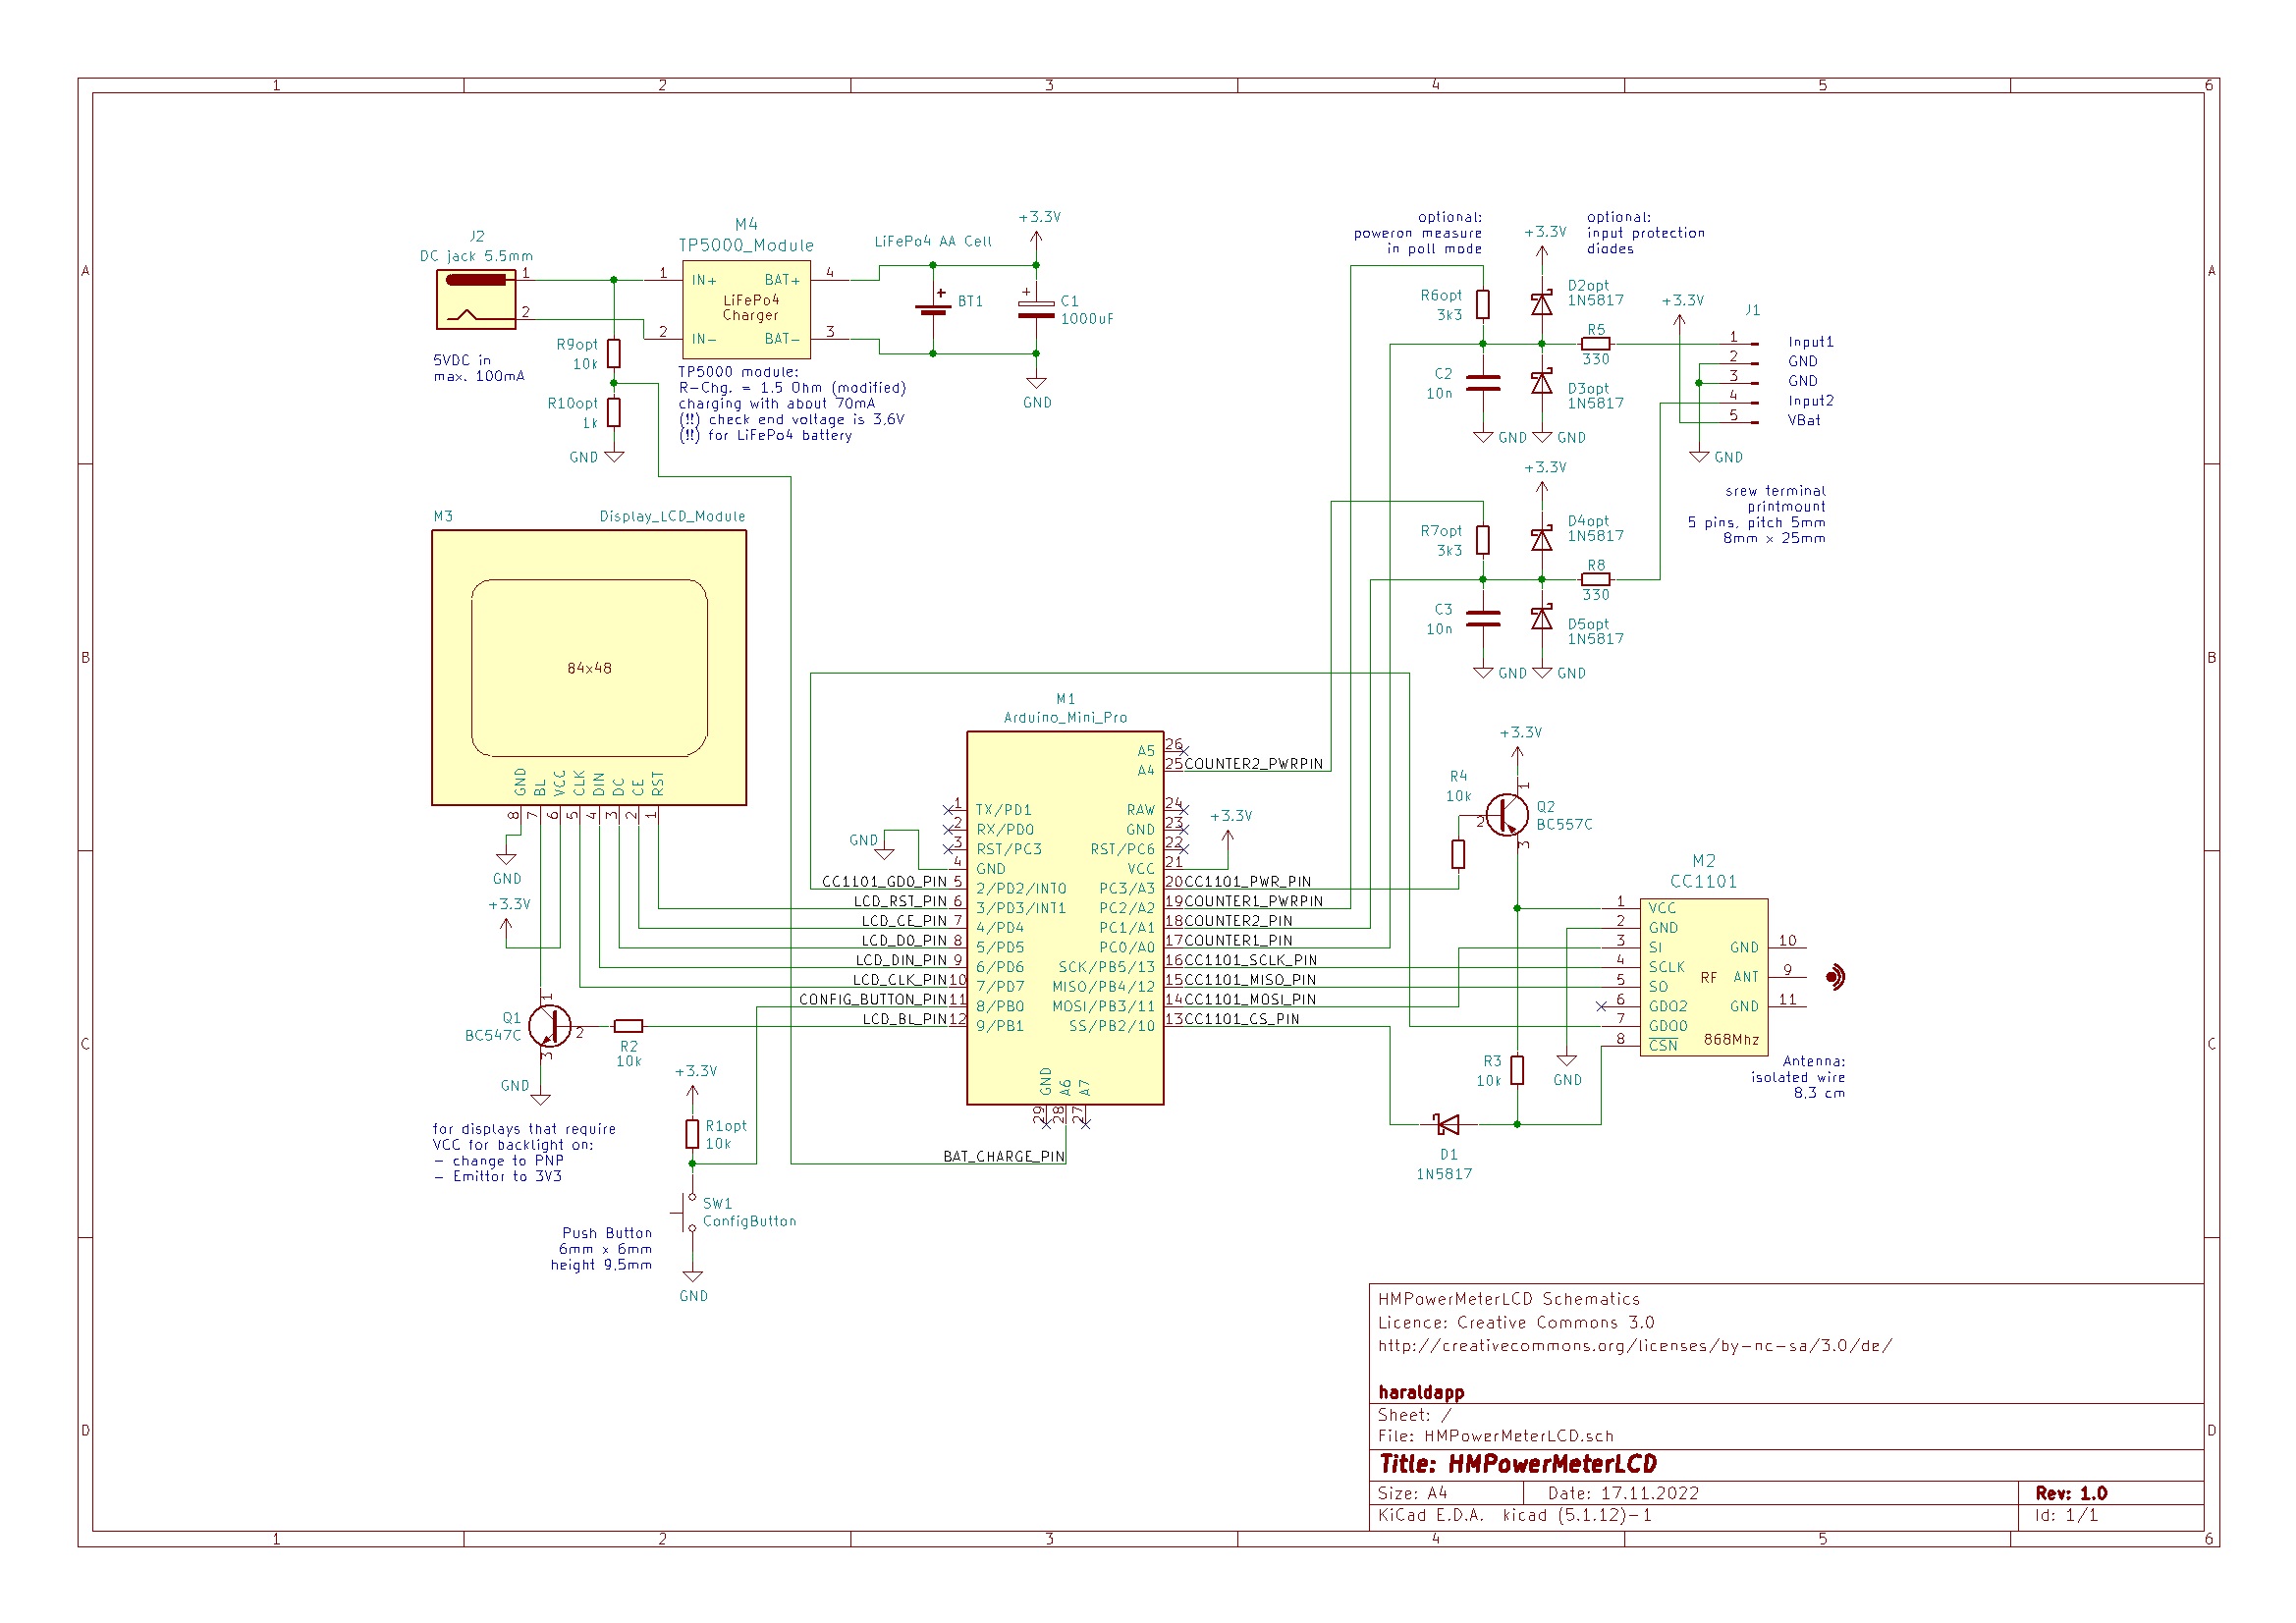 1 2 3 4 5 6
A
B
C
D
A
B
C
D
J2
DC jack 5.5mm
1
2
5VDC in
max. 100mA
R9opt
10k
R10opt
1k
GND
M4
TP5000_Module
1 IN+ BAT+ 4
LiFePo4
Charger
2 IN- BAT- 3
TP5000 module:
R-Chg. = 1.5 Ohm (modified)
charging with about 70mA
(!!) check end voltage is 3,6V
(!!) for LiFePo4 battery
LiFePo4 AA Cell
+
BT1
+3.3V
+
C1
1000uF
GND
optional:
poweron measure
in poll mode
+3.3V
optional:
input protection
diodes
R6opt
3k3
D2opt
1N5817
+3.3V
R5
330
C2
10n
D3opt
1N5817
GND
GND
J1
1 Input1
2 GND
3 GND
4 Input2
5 VBat
GND
srew terminal
printmount
5 pins, pitch 5mm
8mm x 25mm
+3.3V
R7opt
3k3
D4opt
1N5817
R8
330
C3
10n
D5opt
1N5817
GND
GND
M3
Display_LCD_Module
84x48
GND BL VCC CLK DIN DC CE RST
8 7 6 5 4 3 2 1
GND
+3.3V
Q1
BC547C
1
2
3
R2
10k
GND
for displays that require
VCC for backlight on:
- change to PNP
- Emittor to 3V3
+3.3V
R1opt
10k
SW1
ConfigButton
Push Button
6mm x 6mm
height 9,5mm
GND
M1
Arduino_Mini_Pro
A5 26
A4 25 COUNTER2_PWRPIN
1 TX/PD1 RAW 24
2 RX/PD0 GND 23
3 RST/PC3 RST/PC6 22
GND
4 GND VCC 21
+3.3V
CC1101_GDO_PIN 5 2/PD2/INT0 PC3/A3 20 CC1101_PWR_PIN
LCD_RST_PIN 6 3/PD3/INT1 PC2/A2 19 COUNTER1_PWRPIN
LCD_CE_PIN 7 4/PD4 PC1/A1 18 COUNTER2_PIN
LCD_DO_PIN 8 5/PD5 PC0/A0 17 COUNTER1_PIN
LCD_DIN_PIN 9 6/PD6 SCK/PB5/13 16 CC1101_SCLK_PIN
LCD_CLK_PIN 10 7/PD7 MISO/PB4/12 15 CC1101_MISO_PIN
CONFIG_BUTTON_PIN 11 8/PB0 MOSI/PB3/11 14 CC1101_MOSI_PIN
LCD_BL_PIN 12 9/PB1 SS/PB2/10 13 CC1101_CS_PIN
GND A6 A7
29 28 27
BAT_CHARGE_PIN
+3.3V
R4
10k
1
2
3
Q2
BC557C
M2
CC1101
1 VCC
2 GND
3 SI GND 10
4 SCLK
5 SO RF ANT 9
6 GDO2 GND 11
7 GDO0
8 CSN 868Mhz
R3
10k
GND
Antenna:
isolated wire
8,3 cm
D1
1N5817
HMPowerMeterLCD Schematics
Licence: Creative Commons 3.0
http://creativecommons.org/licenses/by-nc-sa/3.0/de/
haraldapp
Sheet: /
File: HMPowerMeterLCD.sch
Title: HMPowerMeterLCD
Size: A4 Date: 17.11.2022 Rev: 1.0
KiCad E.D.A. kicad (5.1.12)-1 Id: 1/1
1 2 3 4 5 6